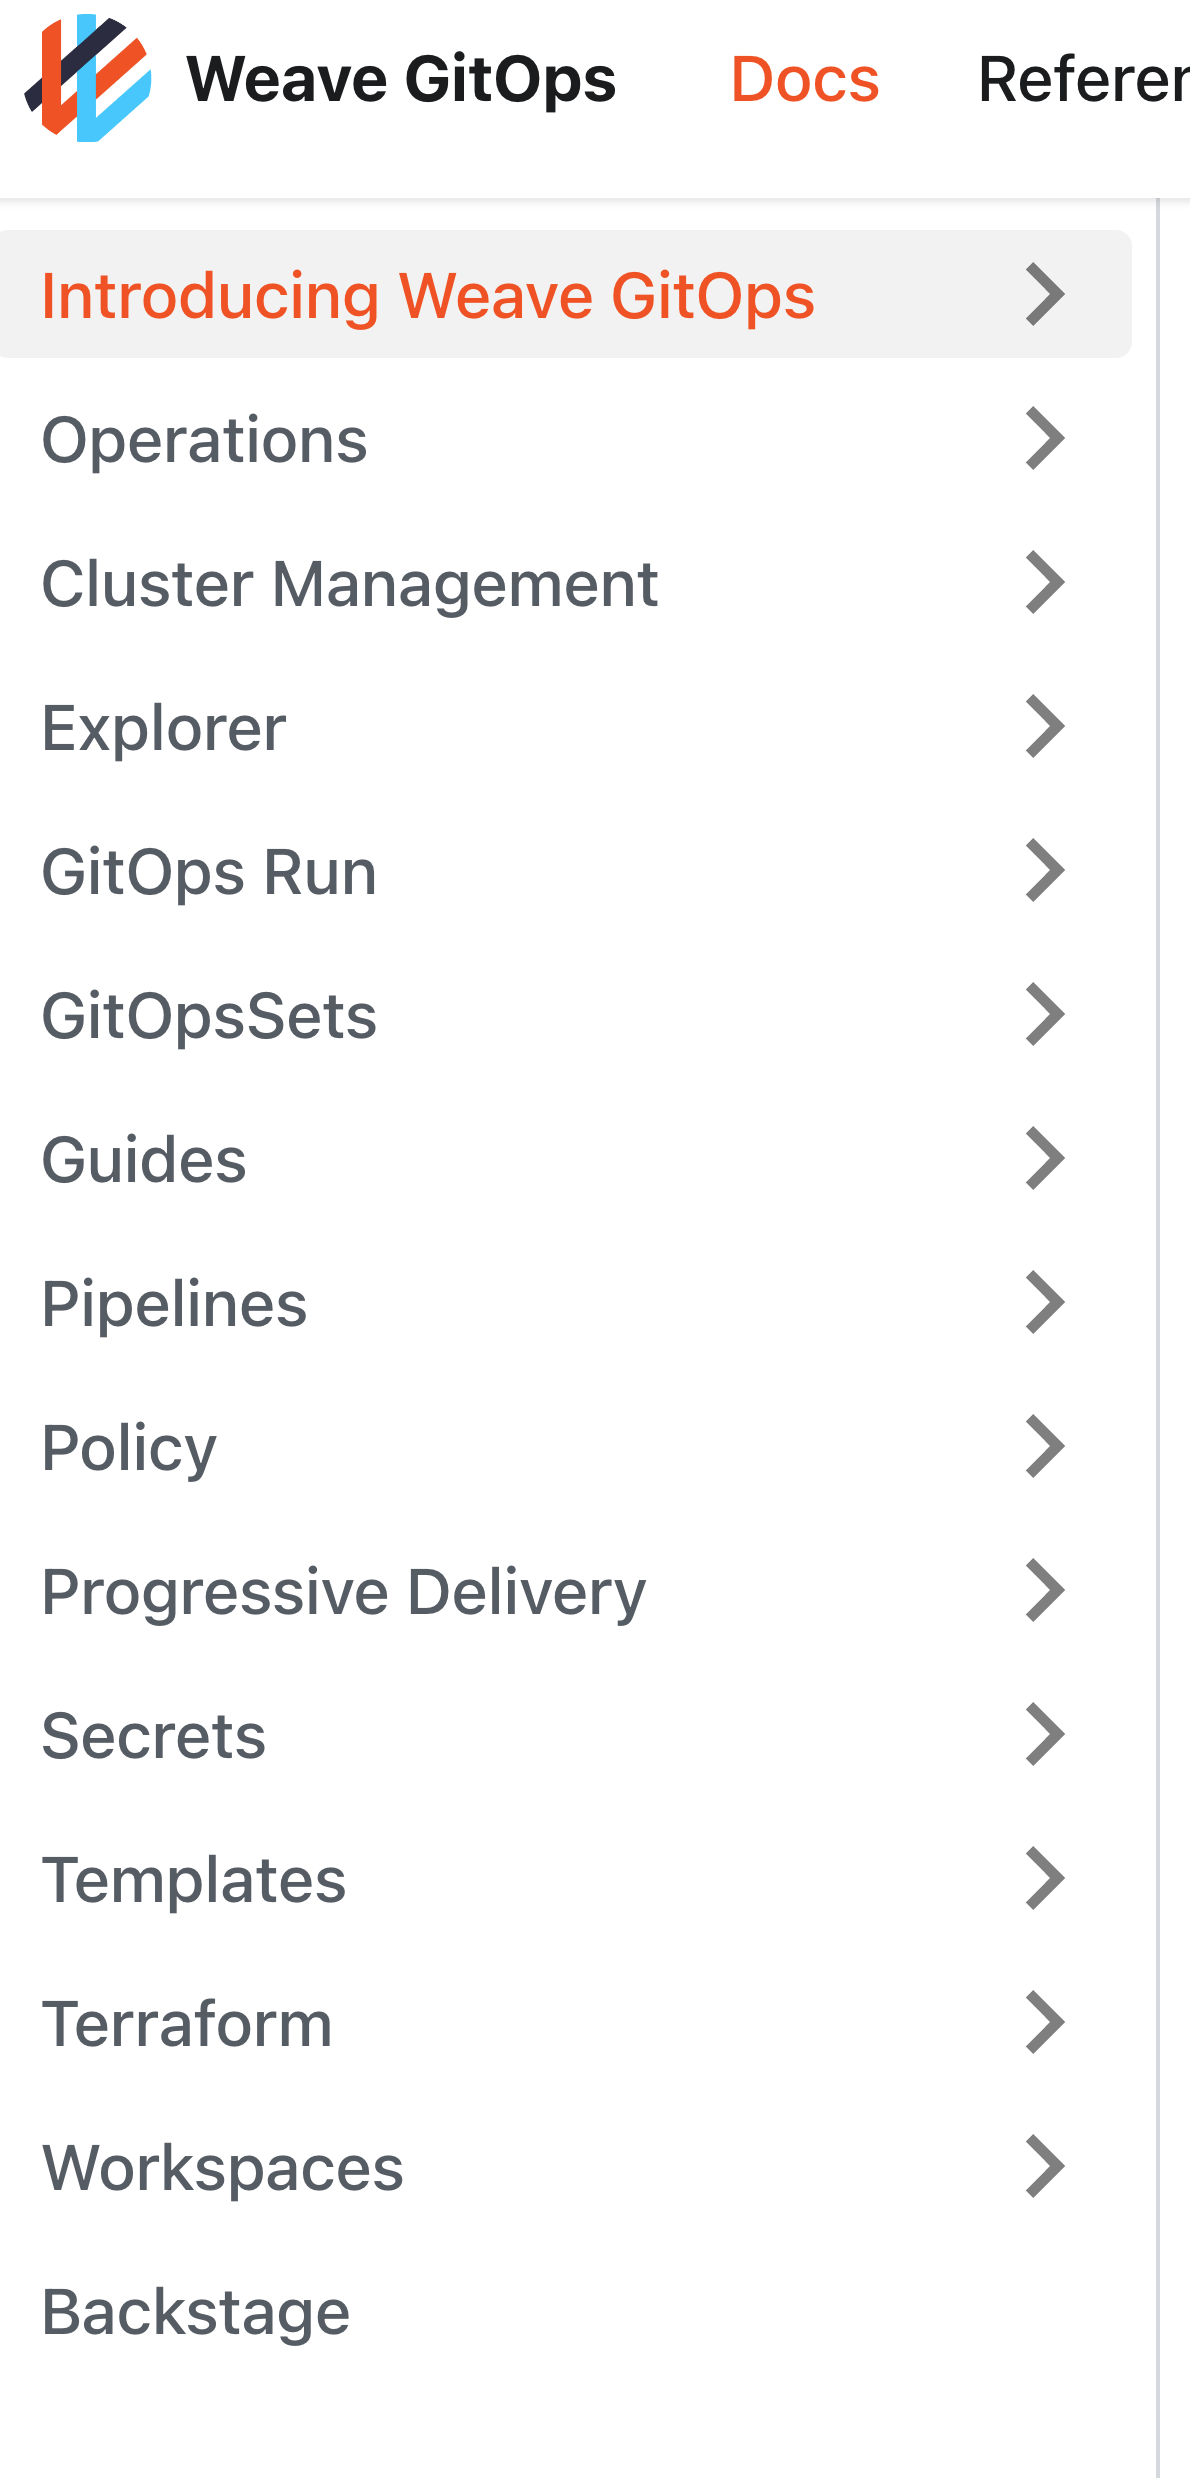 Weave GitOps Docs
Introducing Weave GitOps
Operations
Cluster Management
Explorer
GitOps Run
GitOpsSets
Guides
Pipelines
Policy
Progressive Delivery
Secrets
Templates
Terraform
Workspaces
Backstage